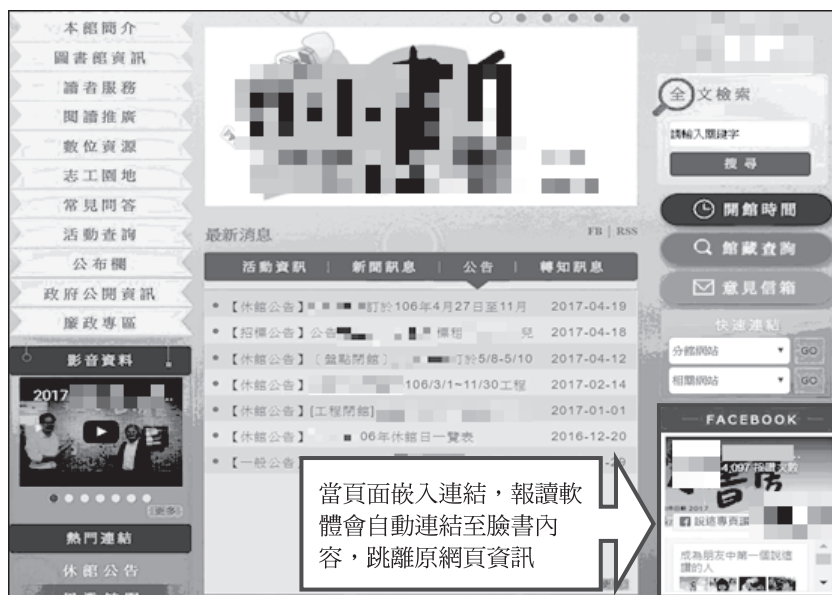 本館簡介
圖書館資訊
讀者服務
閱讀推廣
數位資源
志工園地
常見問答
活動查詢
公布欄
政府公開資訊
廉政專區
影音資料
2017
(更多)
熱門連結
休館公告
最新消息
FB | RSS
活動資訊 | 新聞訊息 | 公告 | 轉知訊息
【休館公告】 訂於106年4月27日至11月 2017-04-19
【招標公告】公告 標租 兒 2017-04-18
【休館公告】〔盤點閉館〕 訂於5/8-5/10 2017-04-12
【休館公告】 106/3/1~11/30工程 2017-02-14
【休館公告】[工程閉館] 2017-01-01
【休館公告】 06年休館日一覽表 2016-12-20
【一般公告
當頁面嵌入連結，報讀軟
體會自動連結至臉書內
容，跳離原網頁資訊
全文檢索
請輸入關鍵字
搜尋
開館時間
館藏查詢
意見信箱
快速連結
分館網站 GO
相關網站 GO
FACEBOOK
4,097 按讚次數
書房
說這專頁讚
成為朋友中第一個說這
讚的人